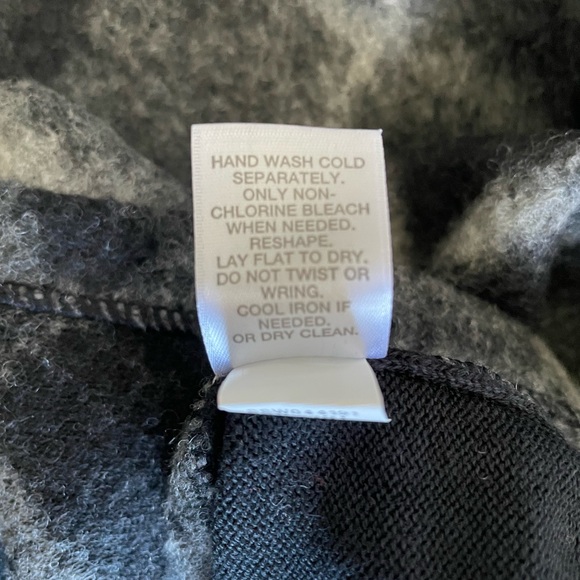 HAND WASH COLD
SEPARATELY.
ONLY NON-
CHLORINE BLEACH
WHEN NEEDED.
RESHAPE.
LAY FLAT TO DRY.
DO NOT TWIST OR
WRING.
COOL IRON IF
NEEDED.
OR DRY CLEAN.